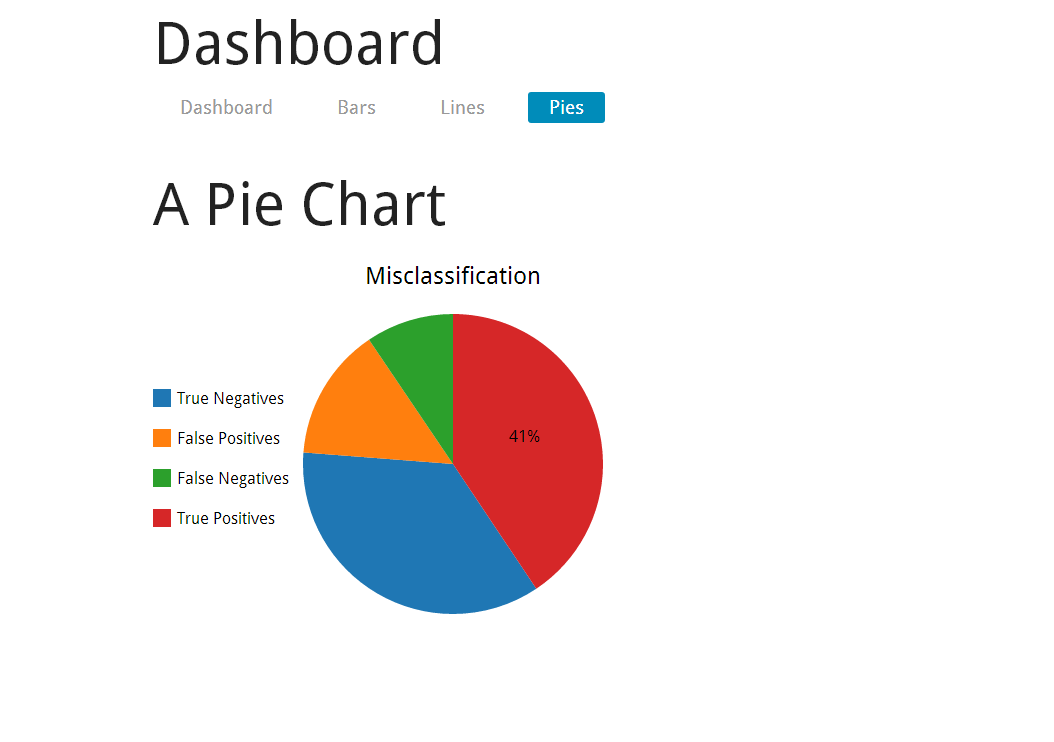 Dashboard
Dashboard Bars Lines Pies
A Pie Chart
Misclassification
True Negatives
False Positives
41%
False Negatives
True Positives